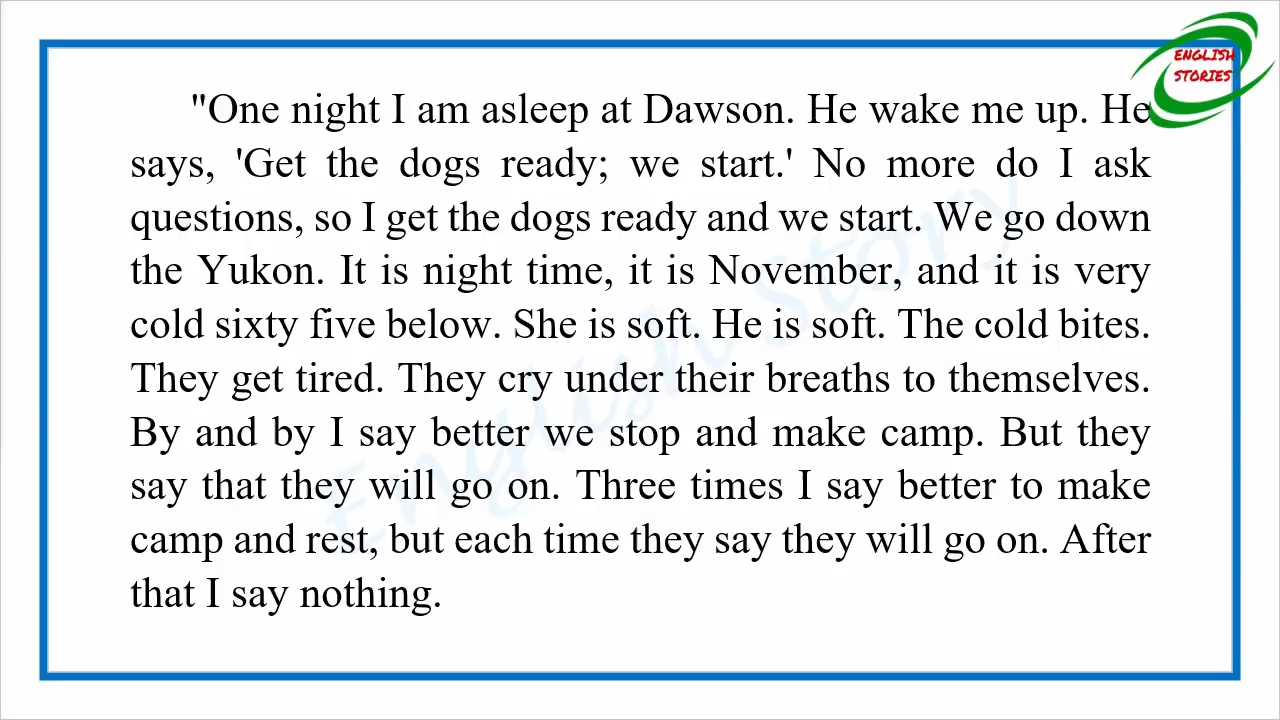 ENGLISH
STORIES
"One night I am asleep at Dawson. He wake me up. He
says, 'Get the dogs ready; we start.' No more do I ask
questions, so I get the dogs ready and we start. We go down
the Yukon. It is night time, it is November, and it is very
cold sixty five below. She is soft. He is soft. The cold bites.
They get tired. They cry under their breaths to themselves.
By and by I say better we stop and make camp. But they
say that they will go on. Three times I say better to make
camp and rest, but each time they say they will go on. After
that I say nothing.
English Story